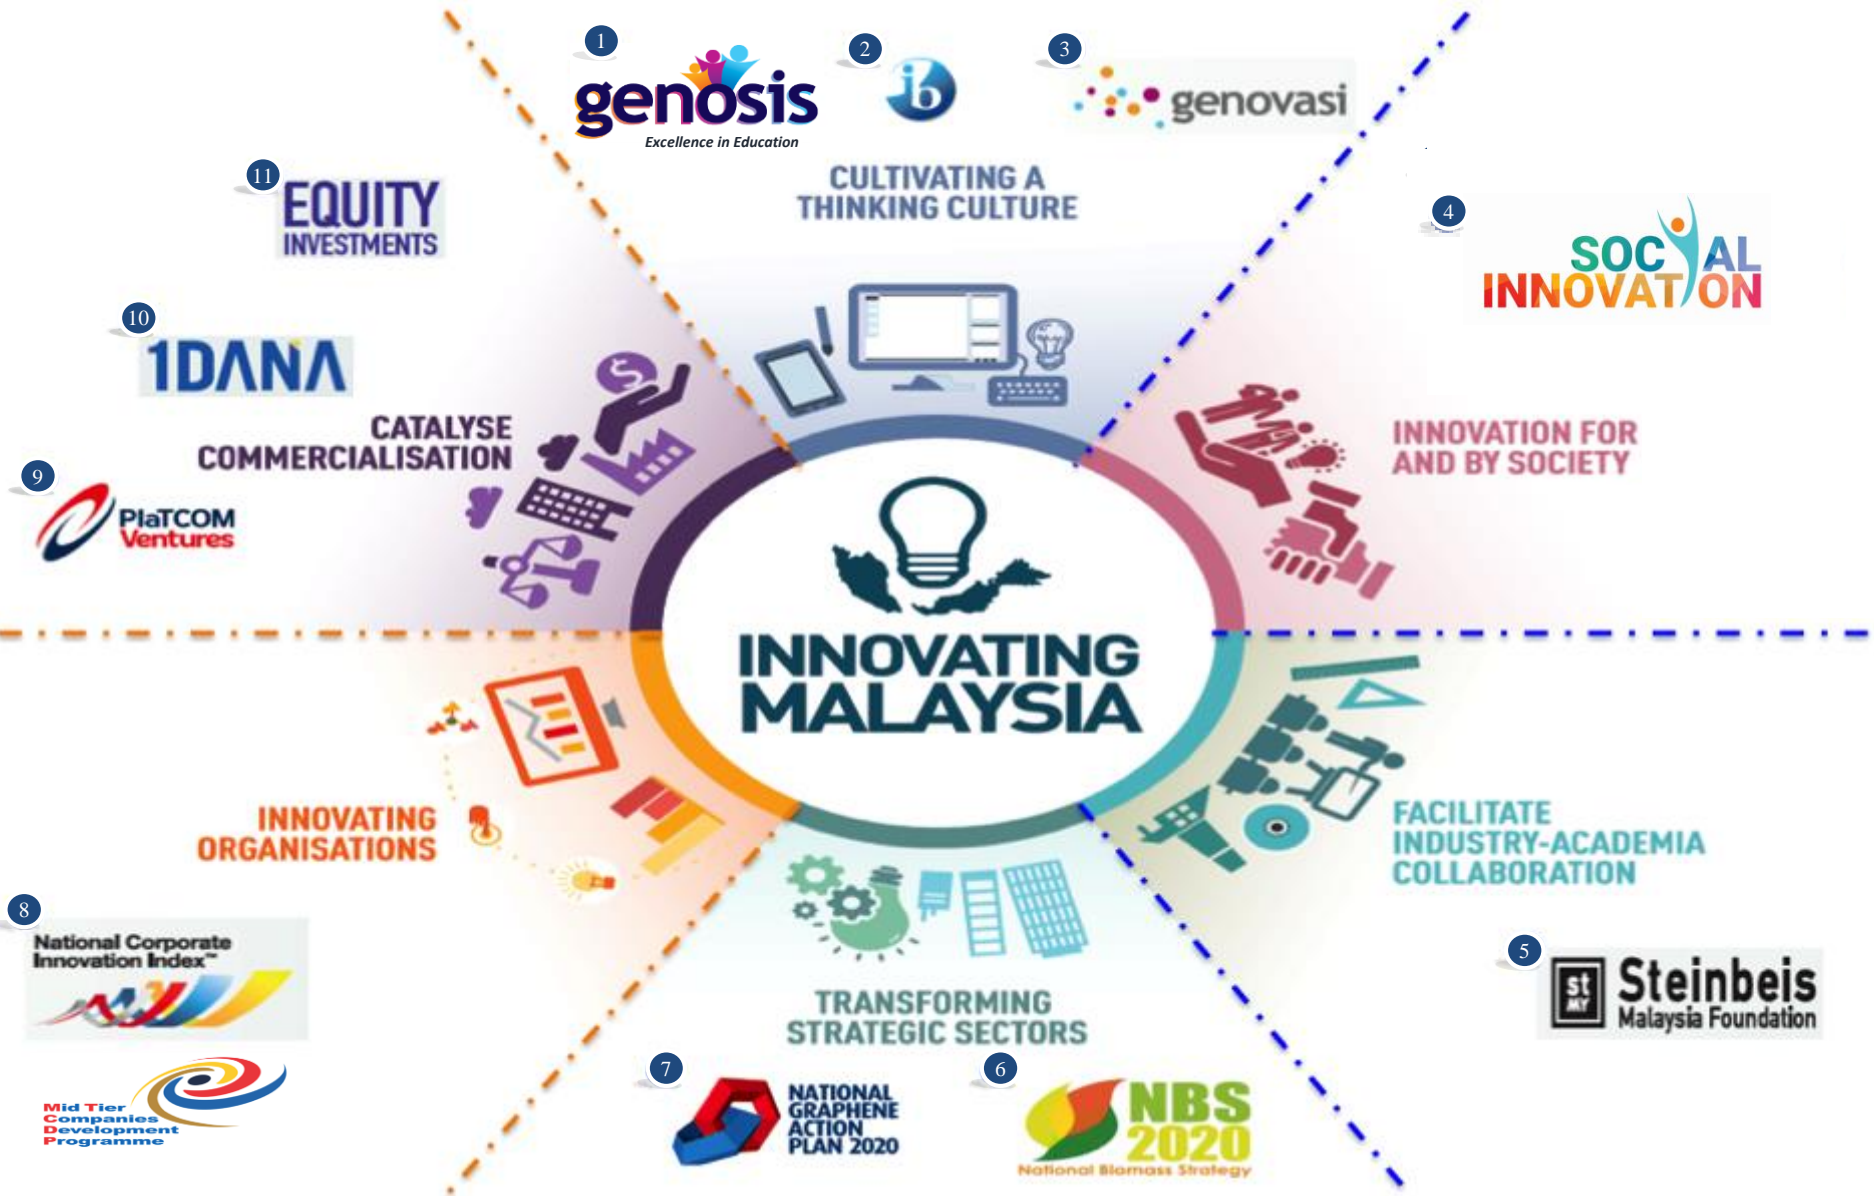 1
genosis
Excellence in Education
2
ib
3
genovasi
CULTIVATING A
THINKING CULTURE
4
SOCIAL
INNOVATION
INNOVATION FOR
AND BY SOCIETY
FACILITATE
INDUSTRY-ACADEMIA
COLLABORATION
5
st
MY
Steinbeis
Malaysia Foundation
TRANSFORMING
STRATEGIC SECTORS
6
NBS
2020
National Biomass Strategy
7
NATIONAL
GRAPHENE
ACTION
PLAN 2020
INNOVATING
ORGANISATIONS
8
National Corporate
Innovation Index™
Mid Tier
Companies
Development
Programme
CATALYSE
COMMERCIALISATION
9
PlaTCOM
Ventures
10
1DANA
11
EQUITY
INVESTMENTS
$
INNOVATING
MALAYSIA